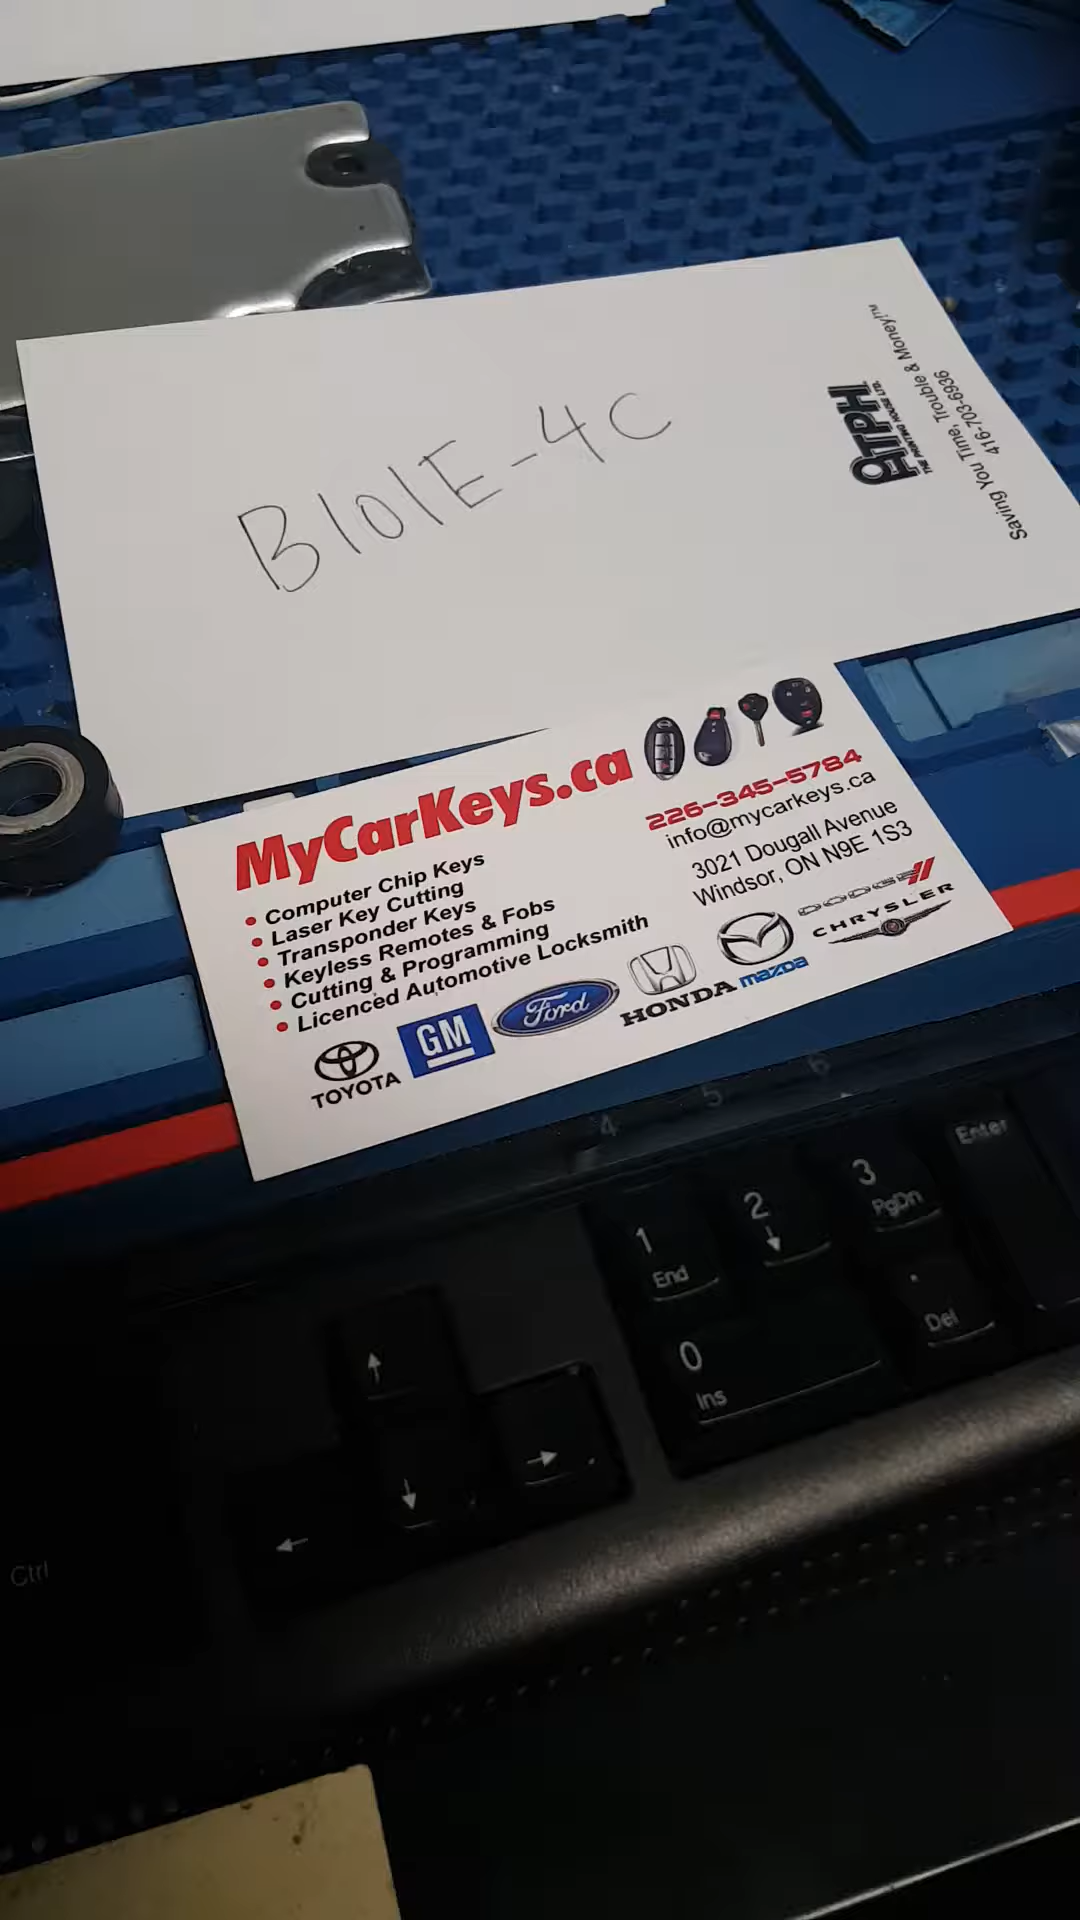 B101E-4C
Saving You Time, Trouble & Money!™
416-703-6936
TPH
THE PRINTING HOUSE LTD.
MyCarKeys.ca
• Computer Chip Keys
• Laser Key Cutting
• Transponder Keys
• Keyless Remotes & Fobs
• Cutting & Programming
• Licenced Automotive Locksmith
226-345-5784
info@mycarkeys.ca
3021 Dougall Avenue
Windsor, ON N9E 1S3
DODGE
CHRYSLER
mazda
HONDA
Ford
GM
TOYOTA
4 5 6
1 End
2
3 PgDn
Enter
0 Ins
. Del
Ctrl